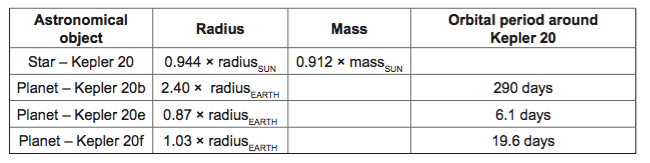 Astronomical object Radius Mass Orbital period around Kepler 20
Star – Kepler 20 0.944 × radiusSUN 0.912 × massSUN
Planet – Kepler 20b 2.40 × radiusEARTH 290 days
Planet – Kepler 20e 0.87 × radiusEARTH 6.1 days
Planet – Kepler 20f 1.03 × radiusEARTH 19.6 days